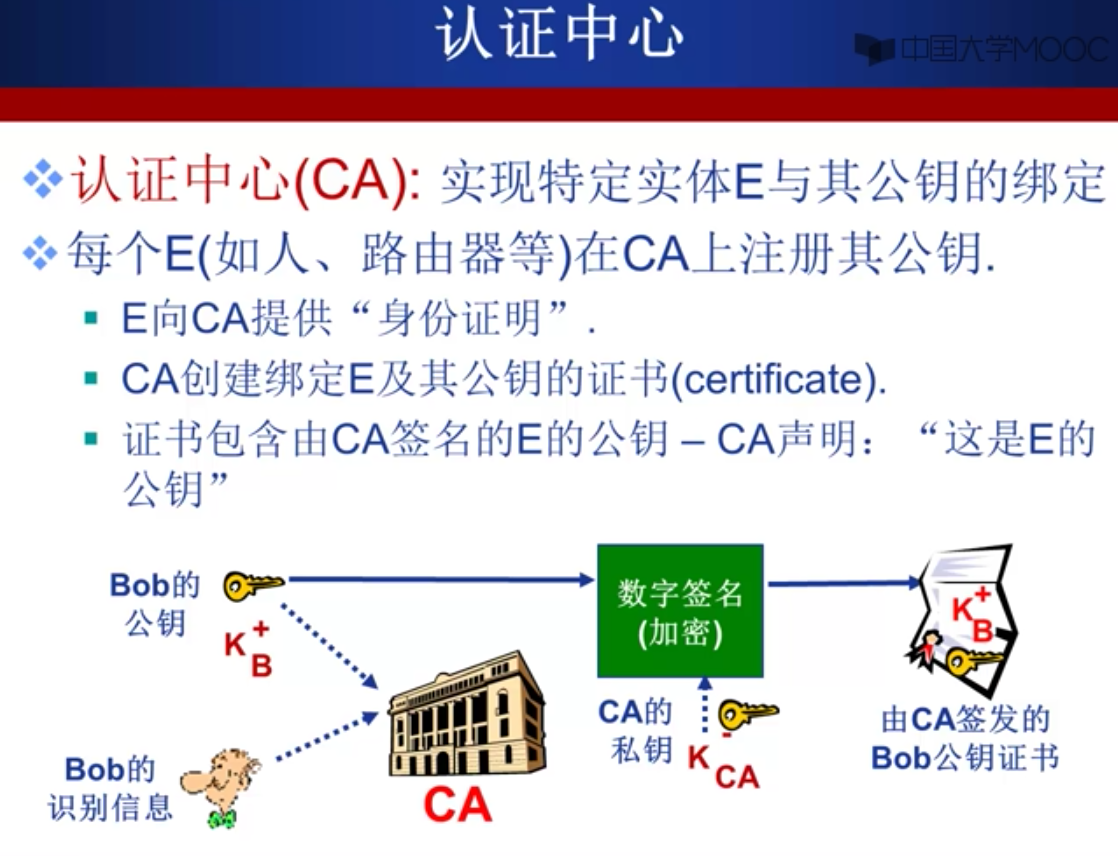 认证中心
中国大学MOOC
认证中心(CA): 实现特定实体E与其公钥的绑定
每个E(如人、路由器等)在CA上注册其公钥.
E向CA提供“身份证明”.
CA创建绑定E及其公钥的证书(certificate).
证书包含由CA签名的E的公钥 – CA声明：“这是E的
公钥”
Bob的
公钥
K+B
数字签名
(加密)
K+B
CA的
私钥
K-CA
由CA签发的
Bob公钥证书
Bob的
识别信息
CA